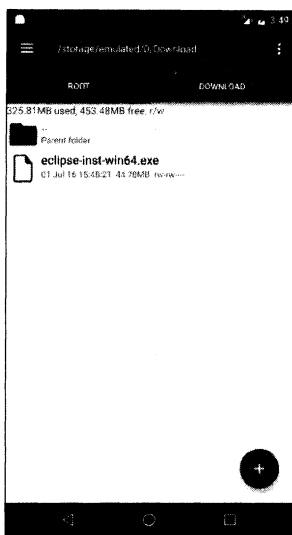 3:49
/storage/emulated/0/Download
ROOT DOWNLOAD
325.81MB used, 453.48MB free, r/w
..
Parent folder
eclipse-inst-win64.exe
01 Jul 16 15:48:21 44.78MB rw-rw----
+